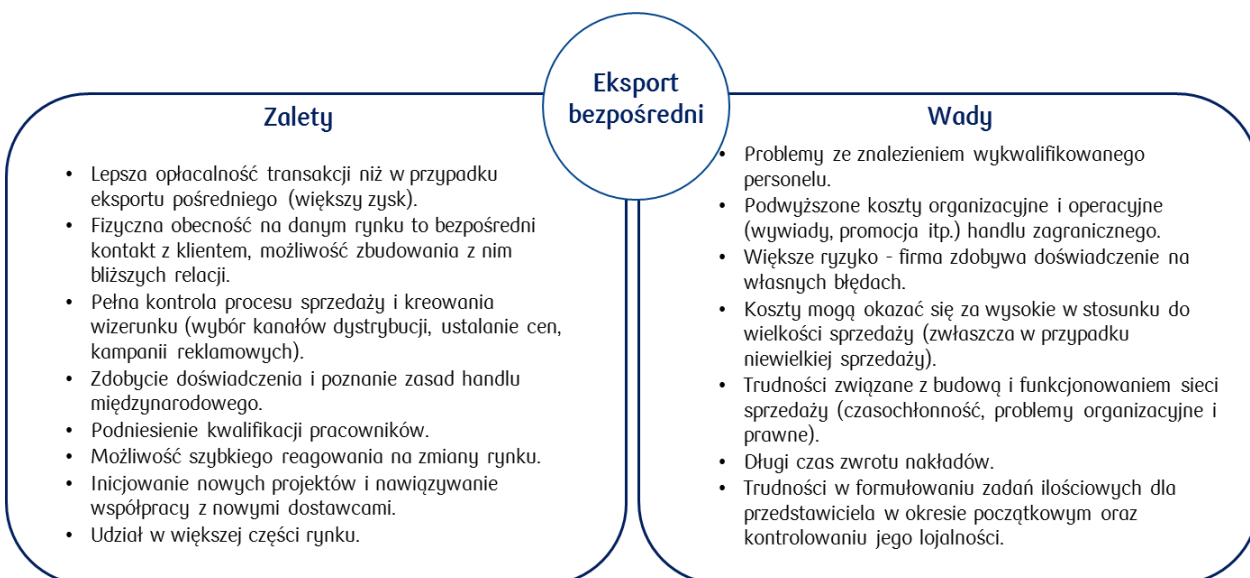 Eksport
bezpośredni
Zalety
• Lepsza opłacalność transakcji niż w przypadku
eksportu pośredniego (większy zysk).
• Fizyczna obecność na danym rynku to bezpośredni
kontakt z klientem, możliwość zbudowania z nim
bliższych relacji.
• Pełna kontrola procesu sprzedaży i kreowania
wizerunku (wybór kanałów dystrybucji, ustalanie cen,
kampanii reklamowych).
• Zdobycie doświadczenia i poznanie zasad handlu
międzynarodowego.
• Podniesienie kwalifikacji pracowników.
• Możliwość szybkiego reagowania na zmiany rynku.
• Inicjowanie nowych projektów i nawiązywanie
współpracy z nowymi dostawcami.
• Udział w większej części rynku.
Wady
• Problemy ze znalezieniem wykwalifikowanego
personelu.
• Podwyższone koszty organizacyjne i operacyjne
(wywiady, promocja itp.) handlu zagranicznego.
• Większe ryzyko - firma zdobywa doświadczenie na
własnych błędach.
• Koszty mogą okazać się za wysokie w stosunku do
wielkości sprzedaży (zwłaszcza w przypadku
niewielkiej sprzedaży).
• Trudności związane z budową i funkcjonowaniem sieci
sprzedaży (czasochłonność, problemy organizacyjne i
prawne).
• Długi czas zwrotu nakładów.
• Trudności w formułowaniu zadań ilościowych dla
przedstawiciela w okresie początkowym oraz
kontrolowaniu jego lojalności.